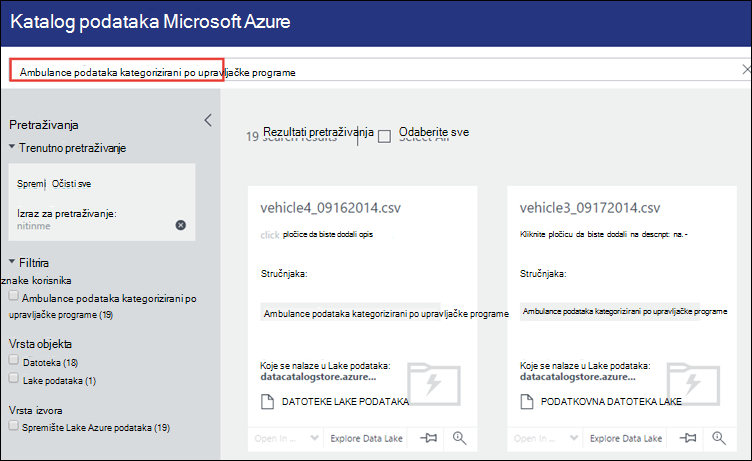 Katalog podataka Microsoft Azure
Ambulance podataka kategorizirani po upravljačke programe
Pretraživanja
Trenutno pretraživanje
Spremi Očisti sve
Izraz za pretraživanje:
nitinme
Filtrira
znake korisnika
Ambulance podataka kategorizirani po
upravljačke programe (19)
Vrsta objekta
Datoteka (18)
Lake podataka (1)
Vrsta izvora
Spremište Lake Azure podataka (19)
19 Rezultati pretraživanja Odaberite sve
vehicle4_09162014.csv
click pločice da biste dodali opis
Stručnjaka:
Ambulance podataka kategorizirani po upravljačke programe
Koje se nalaze u Lake podataka:
datacatalogstore.azure...
DATOTEKE LAKE PODATAKA
Open In ... Explore Data Lake
vehicle3_09172014.csv
Kliknite pločicu da biste dodali na descnpt: na.-
Stručnjaka:
Ambulance podataka kategorizirani po upravljačke programe
Koje se nalaze u Lake podataka:
datacatalogstore.azure...
PODATKOVNA DATOTEKA LAKE
Open In ... Explore Data Lake